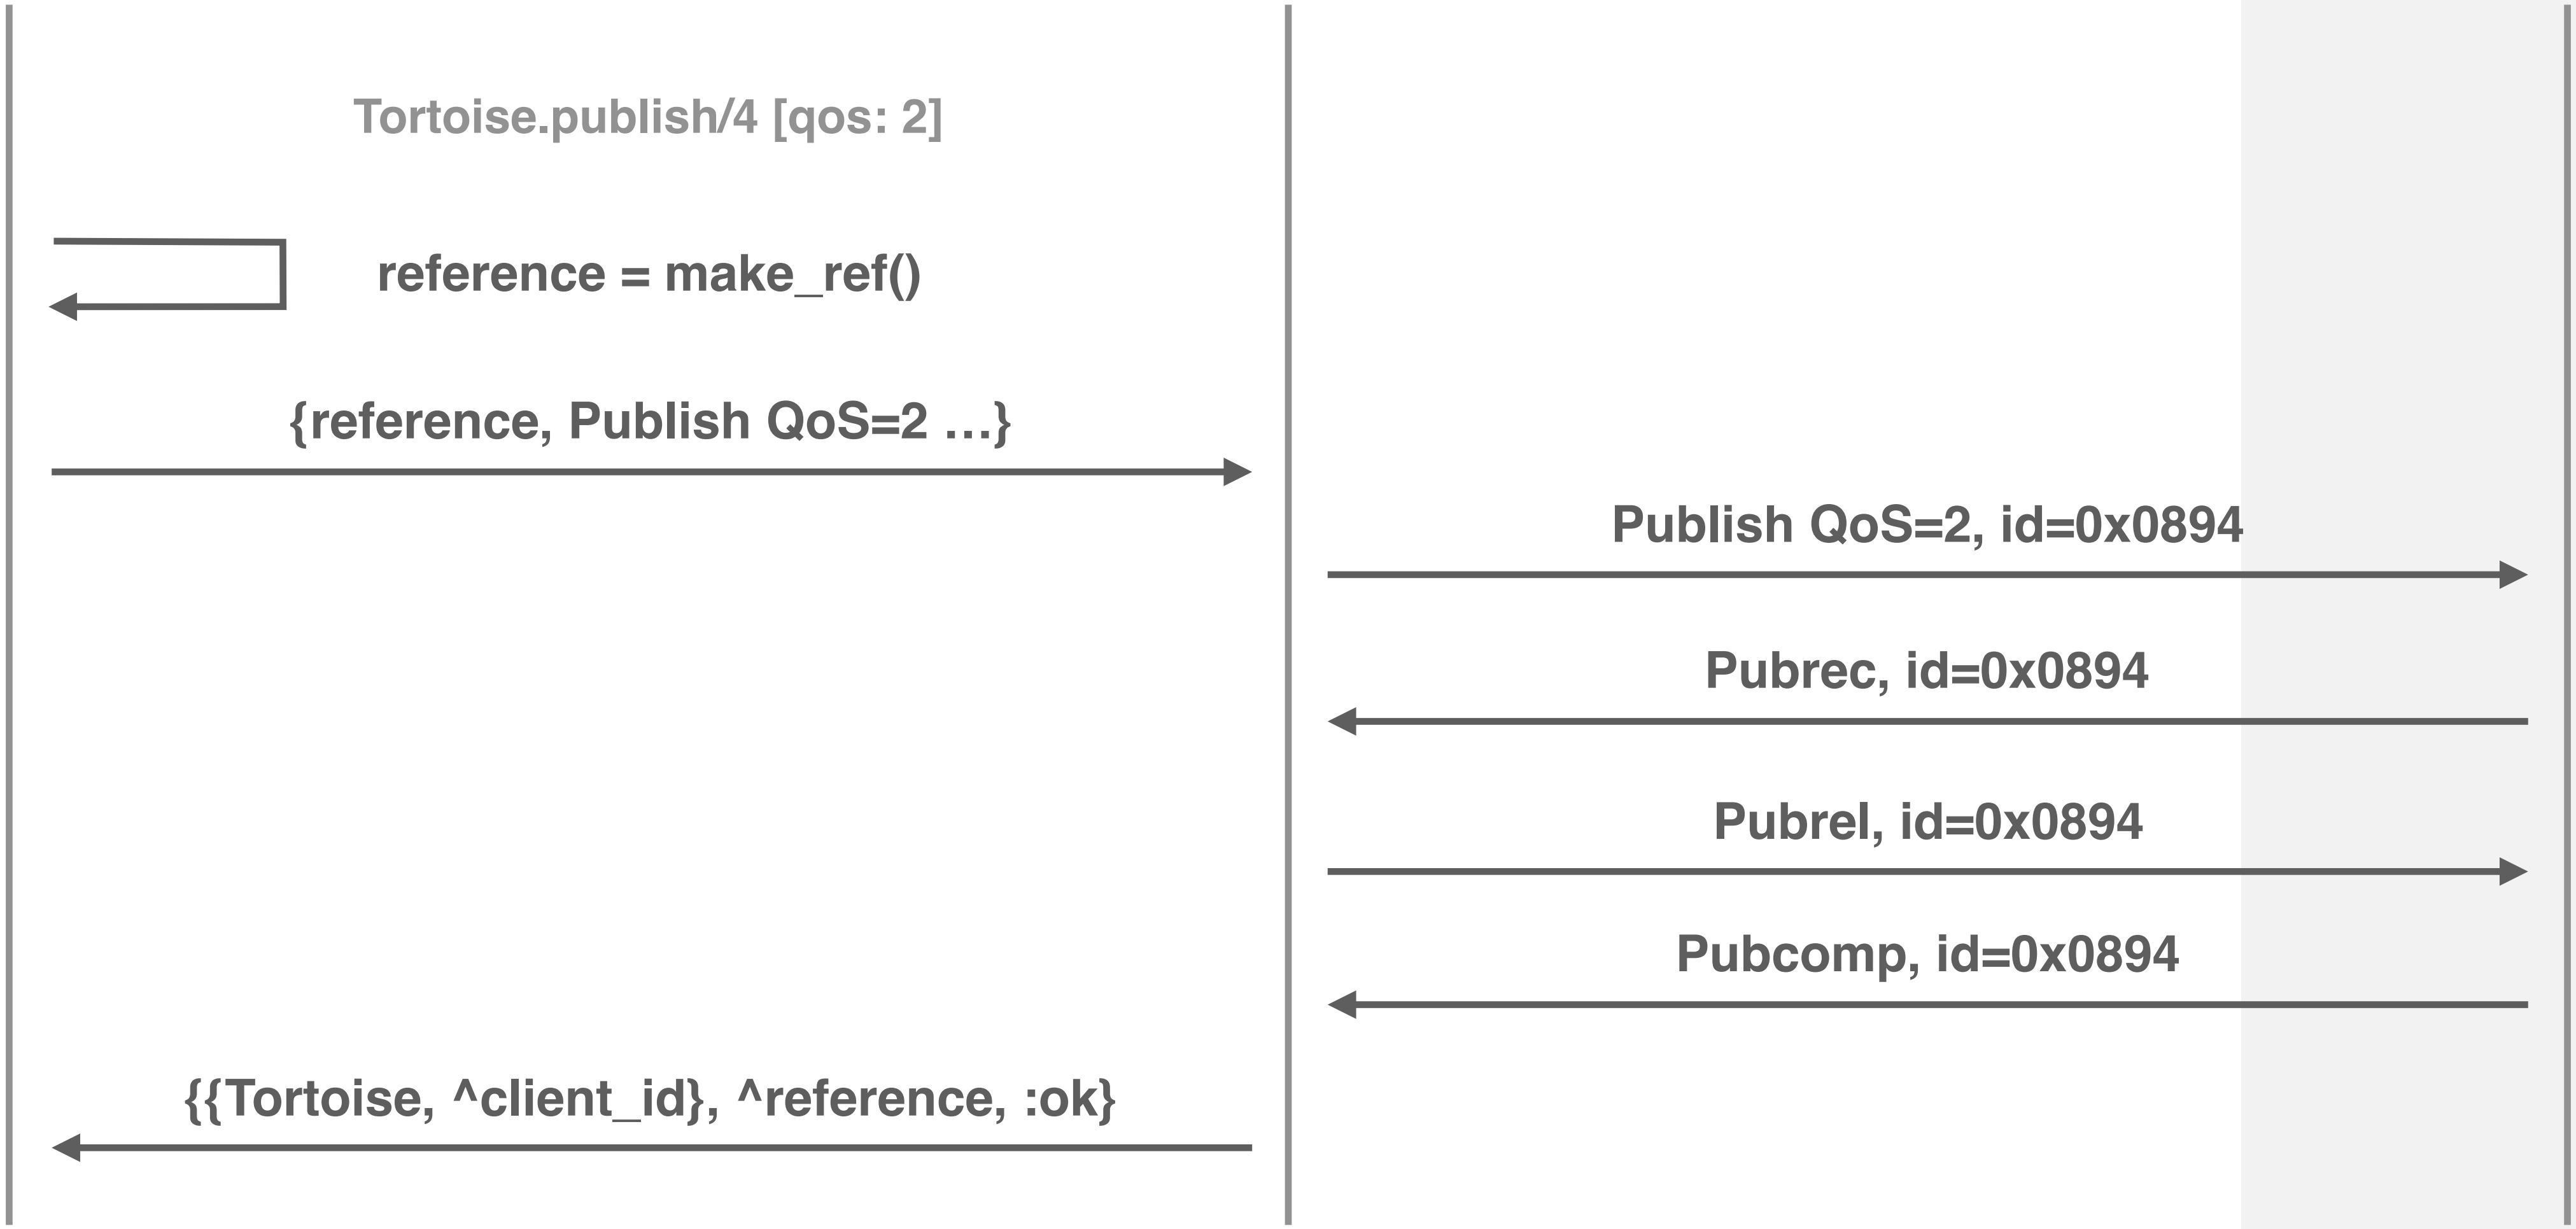 Tortoise.publish/4 [qos: 2]
reference = make_ref()
{reference, Publish QoS=2 …}
Publish QoS=2, id=0x0894
Pubrec, id=0x0894
Pubrel, id=0x0894
Pubcomp, id=0x0894
{{Tortoise, ^client_id}, ^reference, :ok}